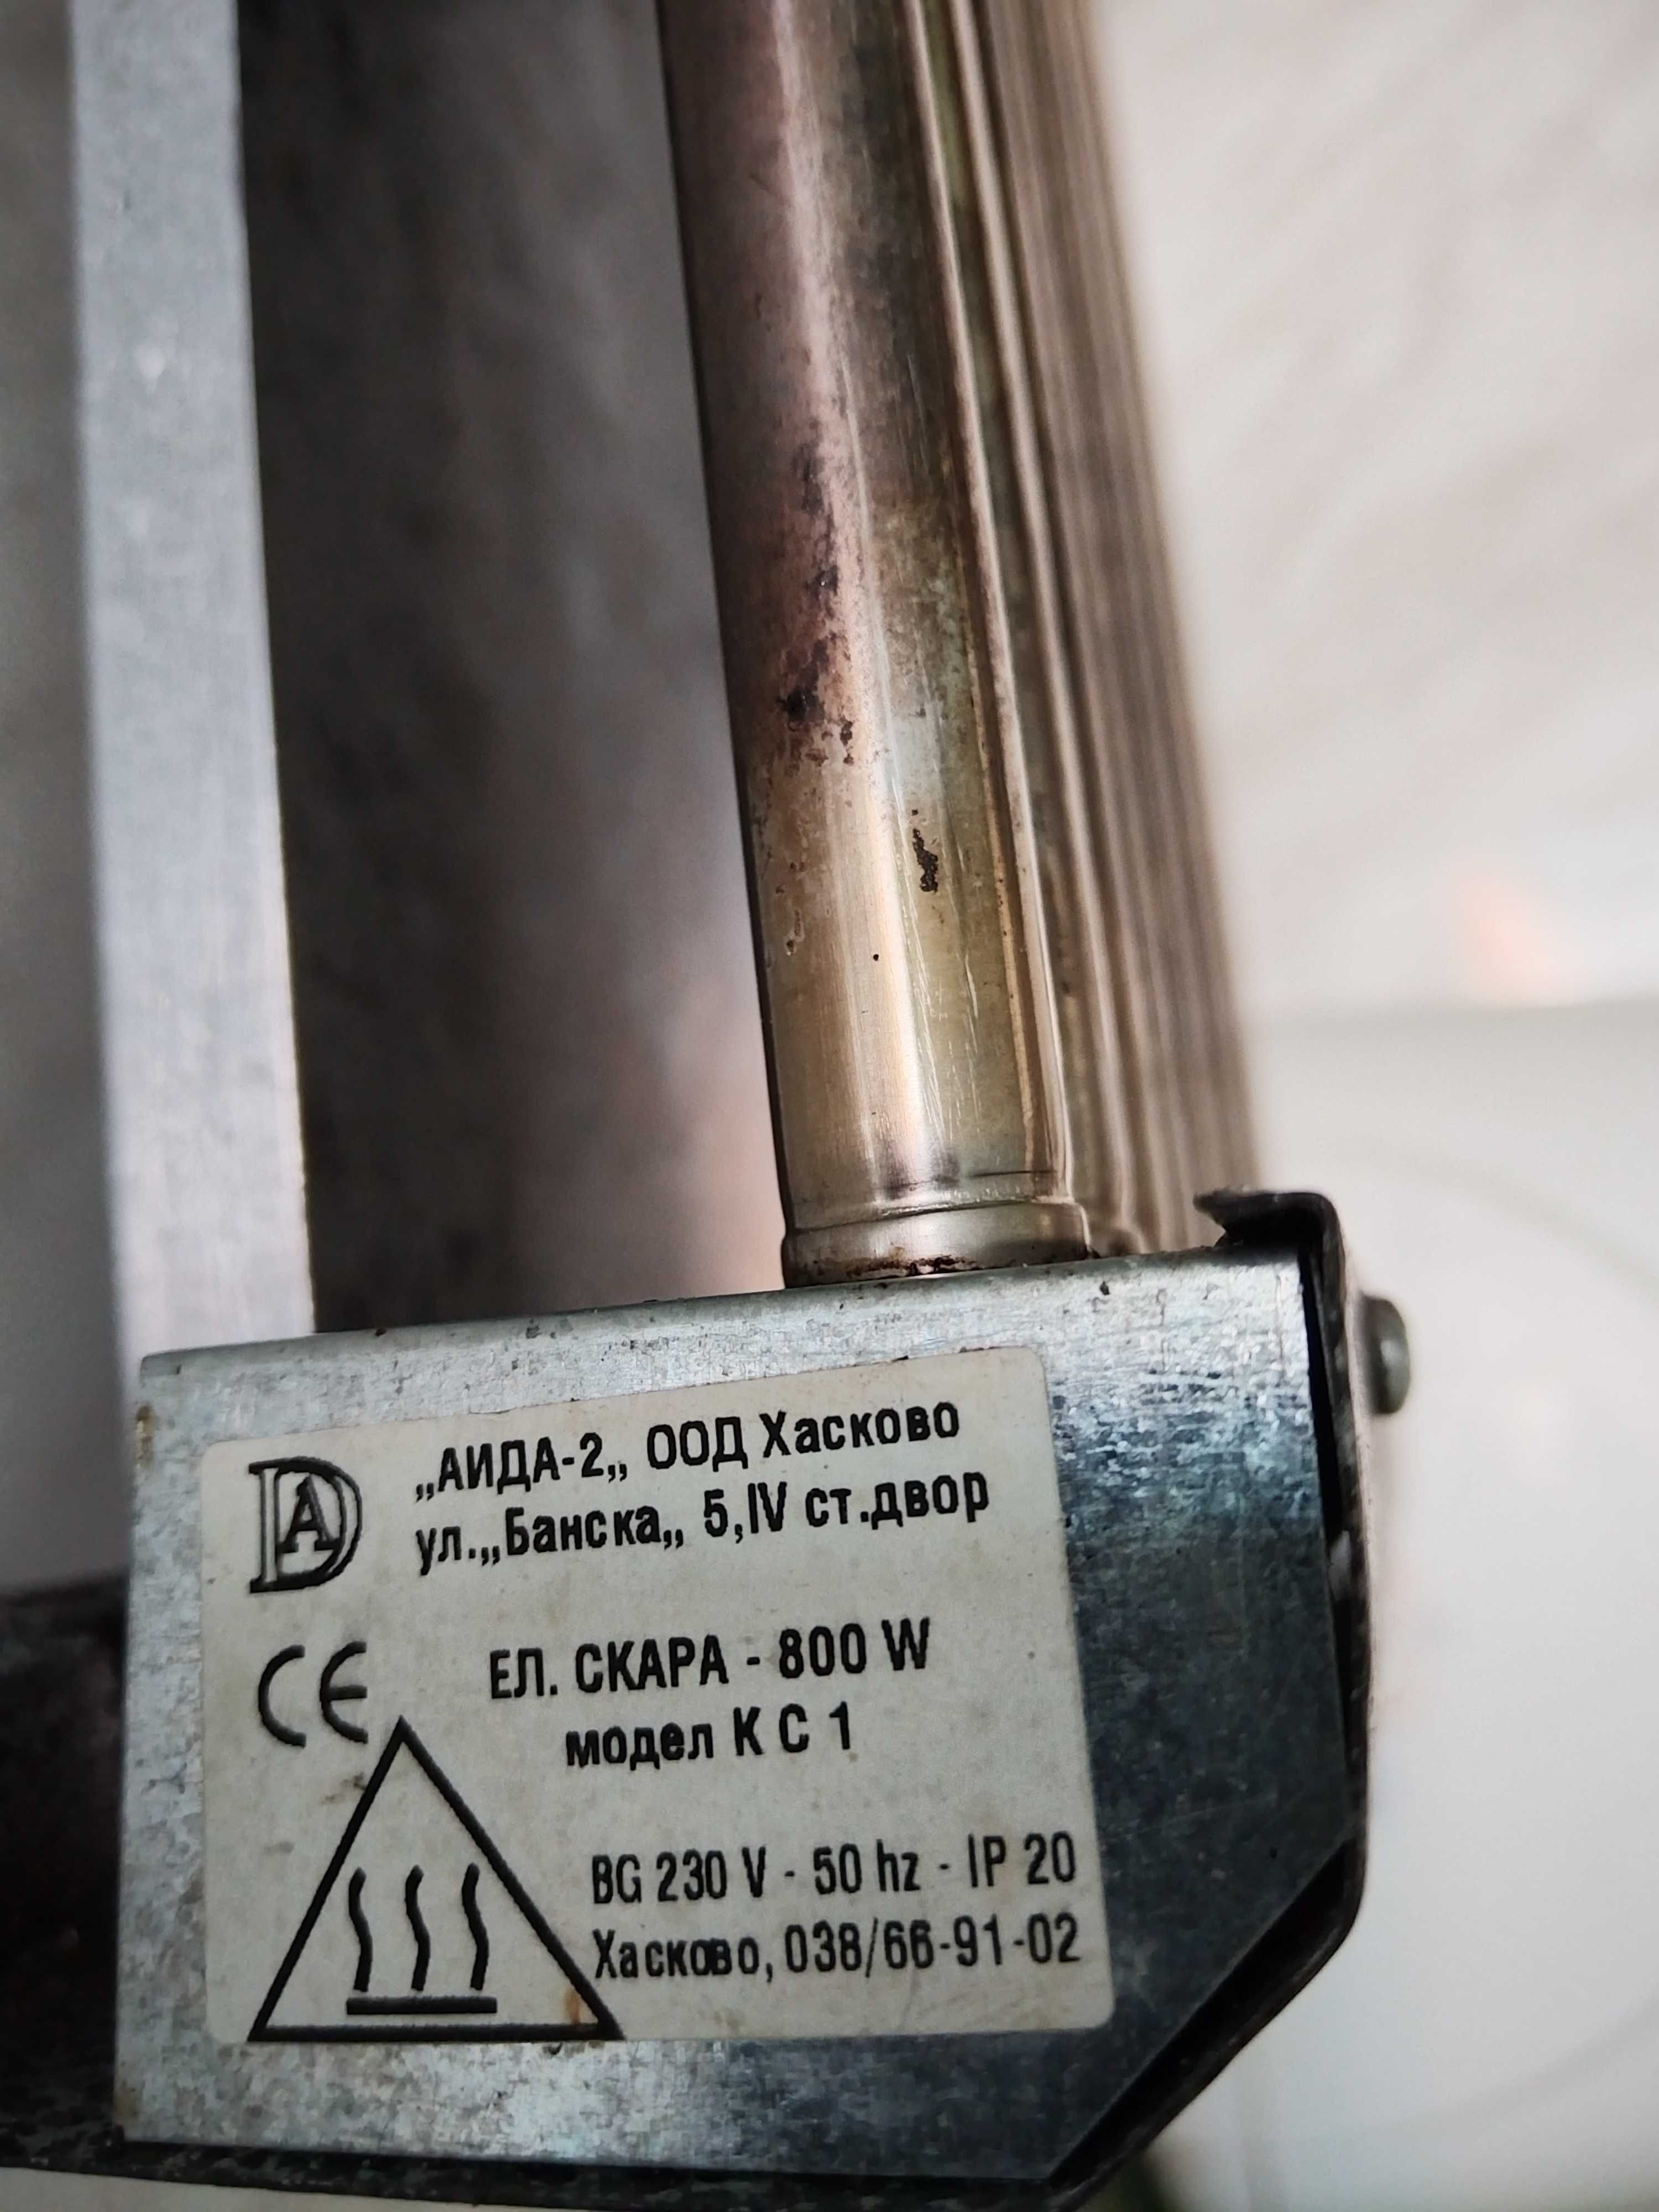 DA
„АИДА-2„ ООД Хасково
ул.„Банска„ 5,IV ст.двор
CE
ЕЛ. СКАРА - 800 W
модел К С 1
BG 230 V - 50 hz - IP 20
Хасково, 038/66-91-02